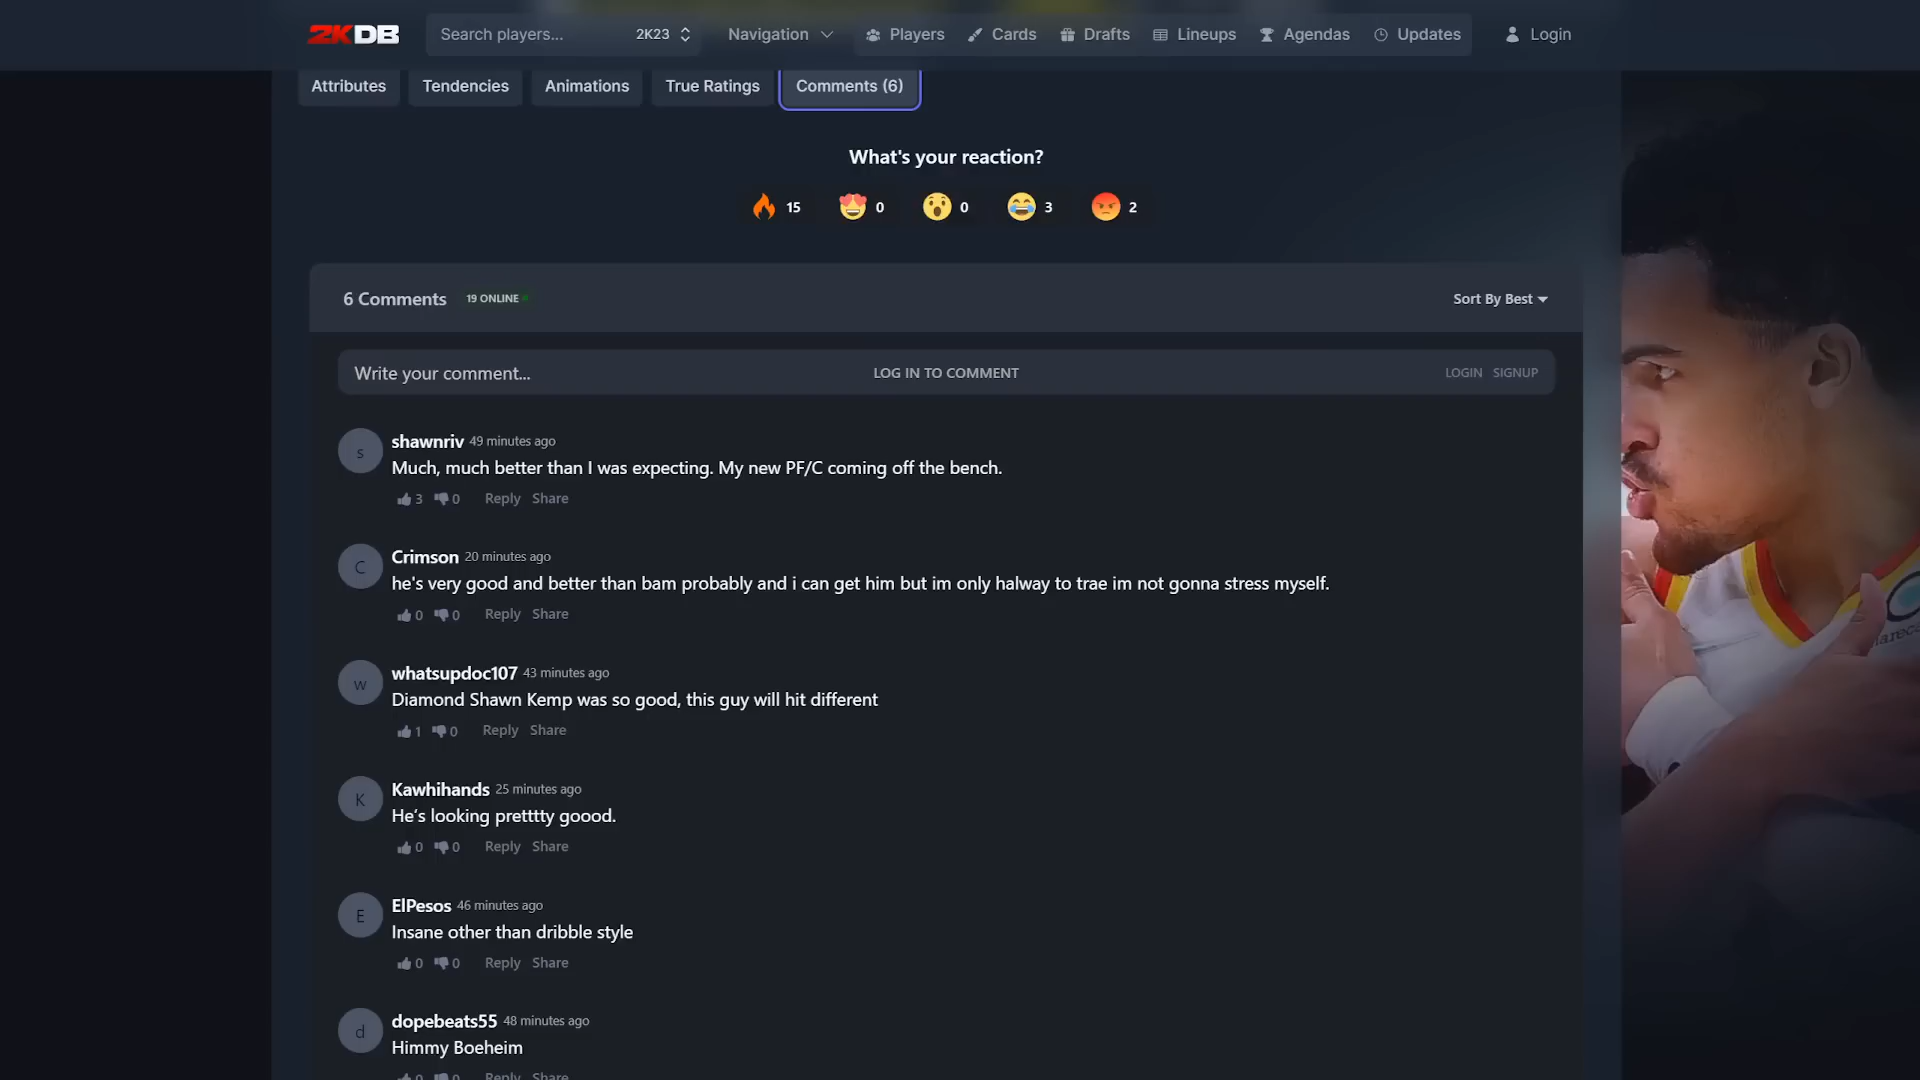 2KDB
Search players...
2K23
Navigation
Players
Cards
Drafts
Lineups
Agendas
Updates
Login
Attributes
Tendencies
Animations
True Ratings
Comments (6)
What's your reaction?
15
0
0
3
2
6 Comments
19 ONLINE
Sort By Best
Write your comment...
LOG IN TO COMMENT
LOGIN SIGNUP
s
shawnriv 49 minutes ago
Much, much better than I was expecting. My new PF/C coming off the bench.
3 0 Reply Share
C
Crimson 20 minutes ago
he's very good and better than bam probably and i can get him but im only halway to trae im not gonna stress myself.
0 0 Reply Share
w
whatsupdoc107 43 minutes ago
Diamond Shawn Kemp was so good, this guy will hit different
1 0 Reply Share
K
Kawhihands 25 minutes ago
He's looking pretttty goood.
0 0 Reply Share
E
ElPesos 46 minutes ago
Insane other than dribble style
0 0 Reply Share
d
dopebeats55 48 minutes ago
Himmy Boeheim
0 0 Reply Share